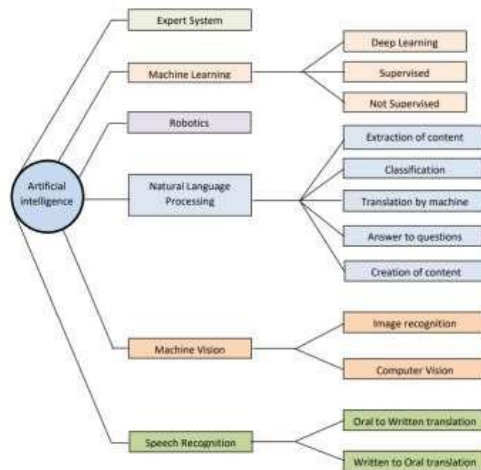 Expert System
Deep Learning
Machine Learning
Supervised
Not Supervised
Robotics
Extraction of content
Classification
Artificial
intelligence
Natural Language
Processing
Translation by machine
Answer to questions
Creation of content
Image recognition
Machine Vision
Computer Vision
Oral to Written translation
Speech Recognition
Written to Oral translation